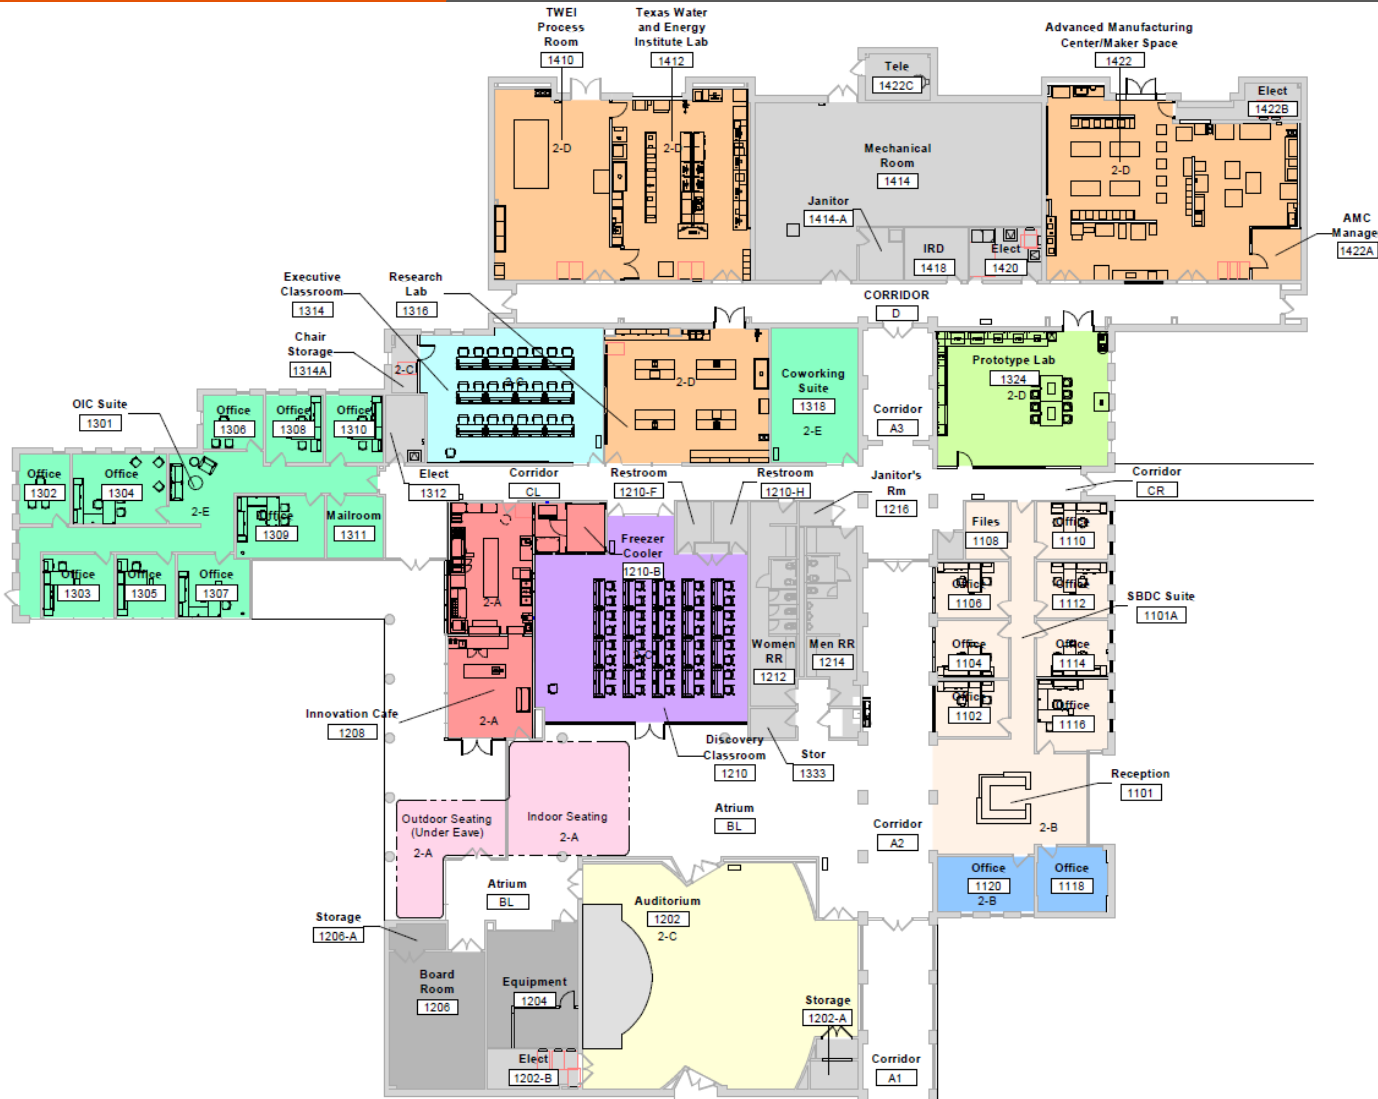 TWEI
Process
Room
1410
Texas Water
and Energy
Institute Lab
1412
Advanced Manufacturing
Center/Maker Space
1422
Tele
1422C
Elect
1422B
2-D
2-D
2-D
Mechanical
Room
1414
Janitor
1414-A
IRD
1418
Elect
1420
AMC
Manage
1422A
Executive
Classroom
1314
Research
Lab
1316
CORRIDOR
D
Chair
Storage
1314A
2-C
2-C
2-D
Coworking
Suite
1318
2-E
Corridor
A3
Prototype Lab
1324
2-D
OIC Suite
1301
Office
1306
Office
1308
Office
1310
Office
1302
Office
1304
2-E
Office
1309
Mailroom
1311
Elect
1312
Corridor
CL
Restroom
1210-F
Restroom
1210-H
Janitor's
Rm
1216
Corridor
CR
Files
1108
Office
1110
Freezer
Cooler
1210-B
Office
1303
Office
1305
Office
1307
2-A
Office
1106
Office
1112
SBDC Suite
1101A
Women
RR
1212
Men RR
1214
Office
1104
Office
1114
Office
1102
Office
1116
Innovation Cafe
1208
2-A
Discovery
Classroom
1210
Stor
1333
Reception
1101
2-B
Outdoor Seating
(Under Eave)
2-A
Indoor Seating
2-A
Atrium
BL
Corridor
A2
Office
1120
2-B
Office
1118
Atrium
BL
Auditorium
1202
2-C
Storage
1206-A
Board
Room
1206
Equipment
1204
Storage
1202-A
Elect
1202-B
Corridor
A1